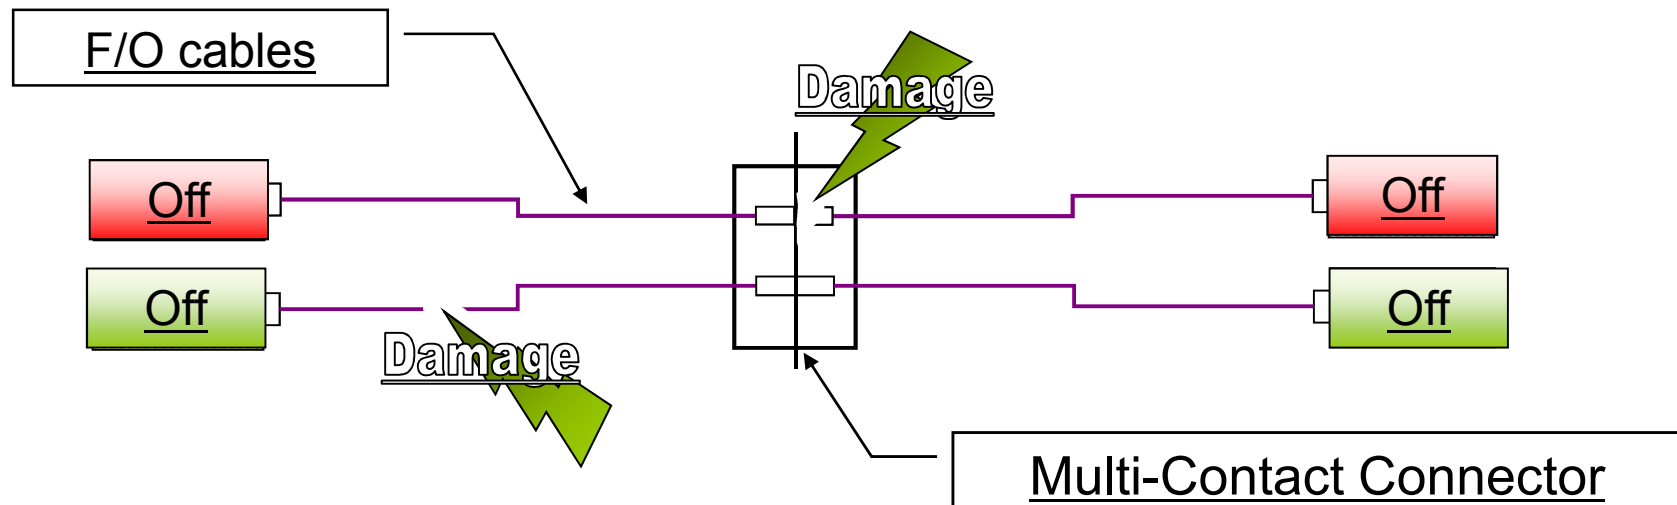 F/O cables
Damage
Off
Off
Off
Off
Damage
Multi-Contact Connector